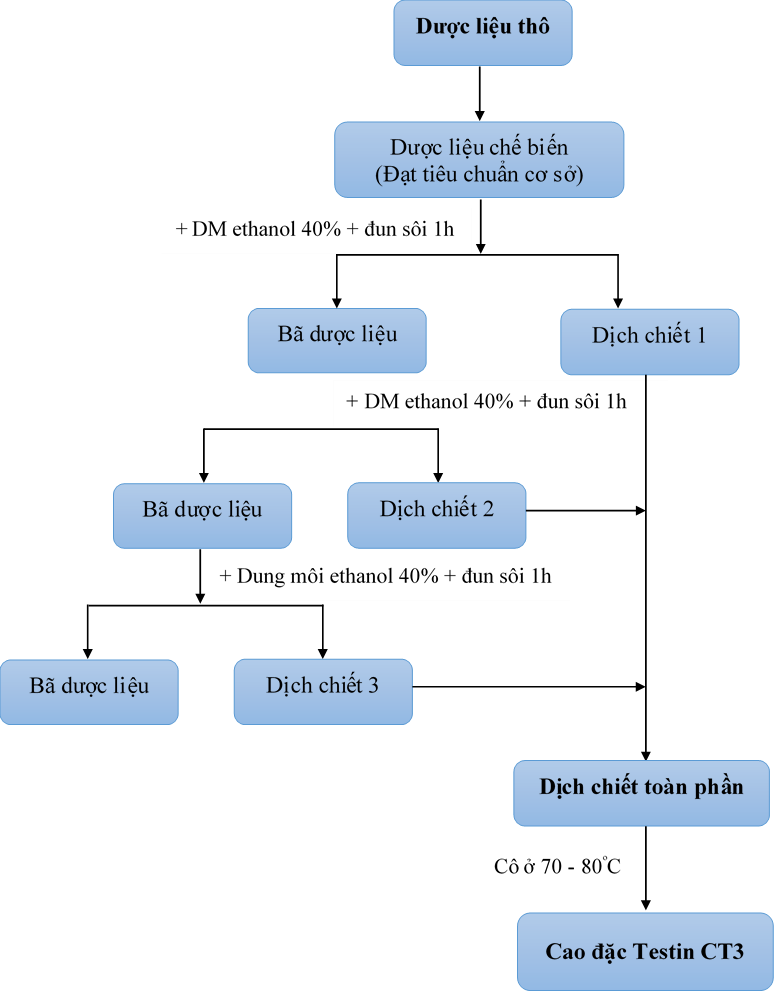 Dược liệu thô
Dược liệu chế biến
(Đạt tiêu chuẩn cơ sở)
+ DM ethanol 40% + đun sôi 1h
Bã dược liệu
Dịch chiết 1
+ DM ethanol 40% + đun sôi 1h
Bã dược liệu
Dịch chiết 2
+ Dung môi ethanol 40% + đun sôi 1h
Bã dược liệu
Dịch chiết 3
Dịch chiết toàn phần
Cô ở 70 - 80°C
Cao đặc Testin CT3